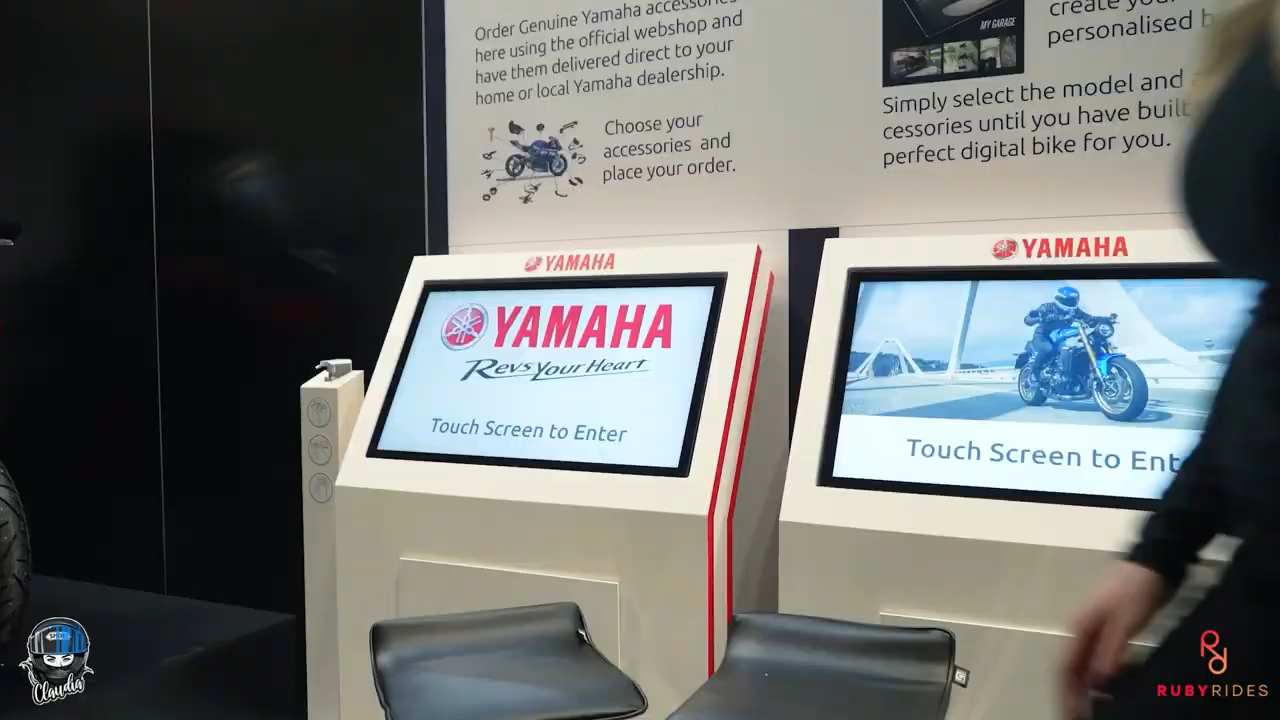 Order Genuine Yamaha accessories
here using the official webshop and
have them delivered direct to your
home or local Yamaha dealership.
Choose your
accessories and
place your order.
MY GARAGE
create
personalised
Simply select the model and
cessories until you have built
perfect digital bike for you.
YAMAHA
YAMAHA
Revs Your Heart
Touch Screen to Enter
YAMAHA
Touch Screen to
Claudia
RUBYRIDES